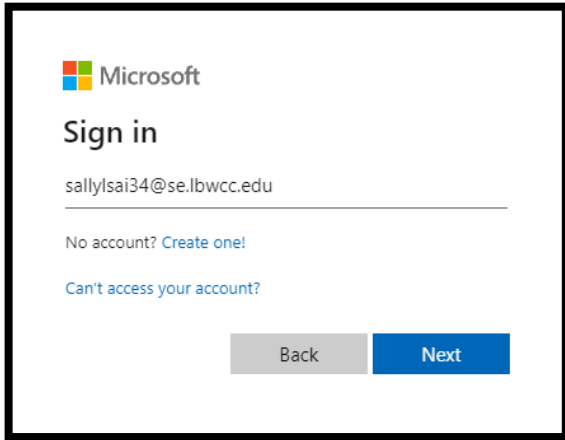 Microsoft
Sign in
sallylsai34@se.lbwcc.edu
No account? Create one!
Can't access your account?
Back Next